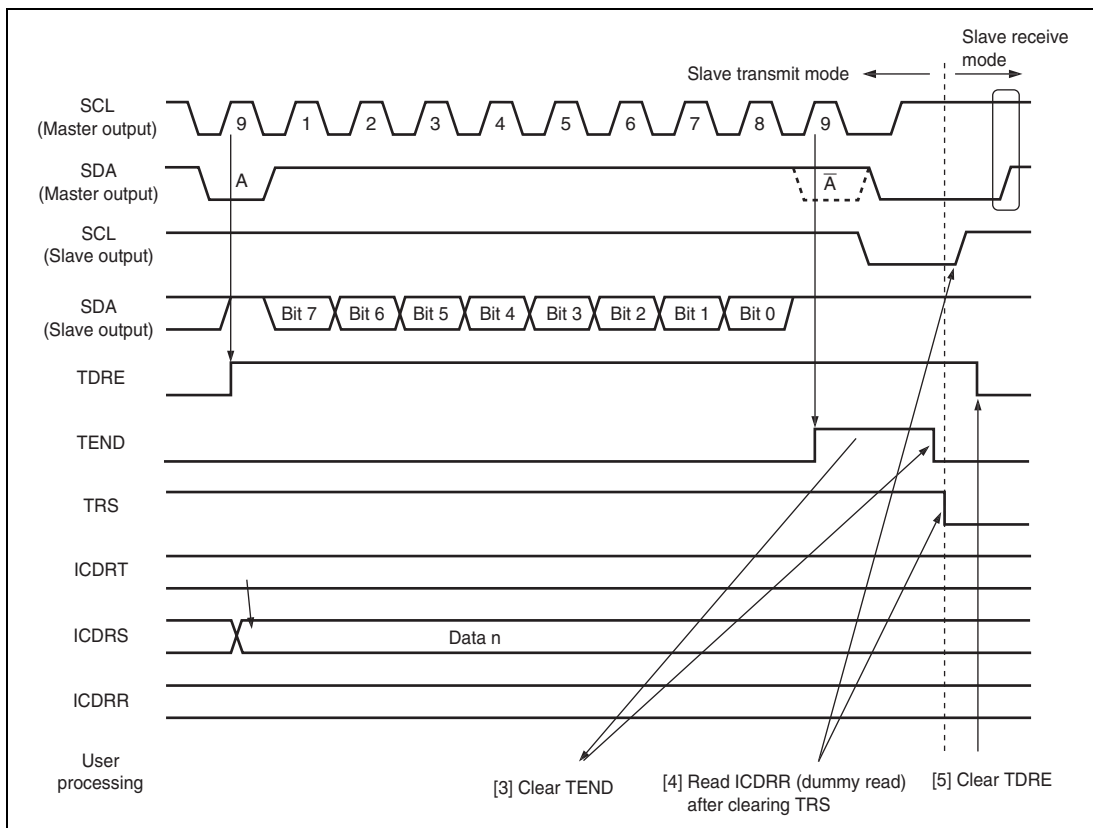 Slave receive
mode
Slave transmit mode
SCL
(Master output)
9 1 2 3 4 5 6 7 8 9
SDA
(Master output)
A A̅
SCL
(Slave output)
SDA
(Slave output)
Bit 7 Bit 6 Bit 5 Bit 4 Bit 3 Bit 2 Bit 1 Bit 0
TDRE
TEND
TRS
ICDRT
ICDRS
Data n
ICDRR
User
processing
[3] Clear TEND
[4] Read ICDRR (dummy read)
after clearing TRS
[5] Clear TDRE